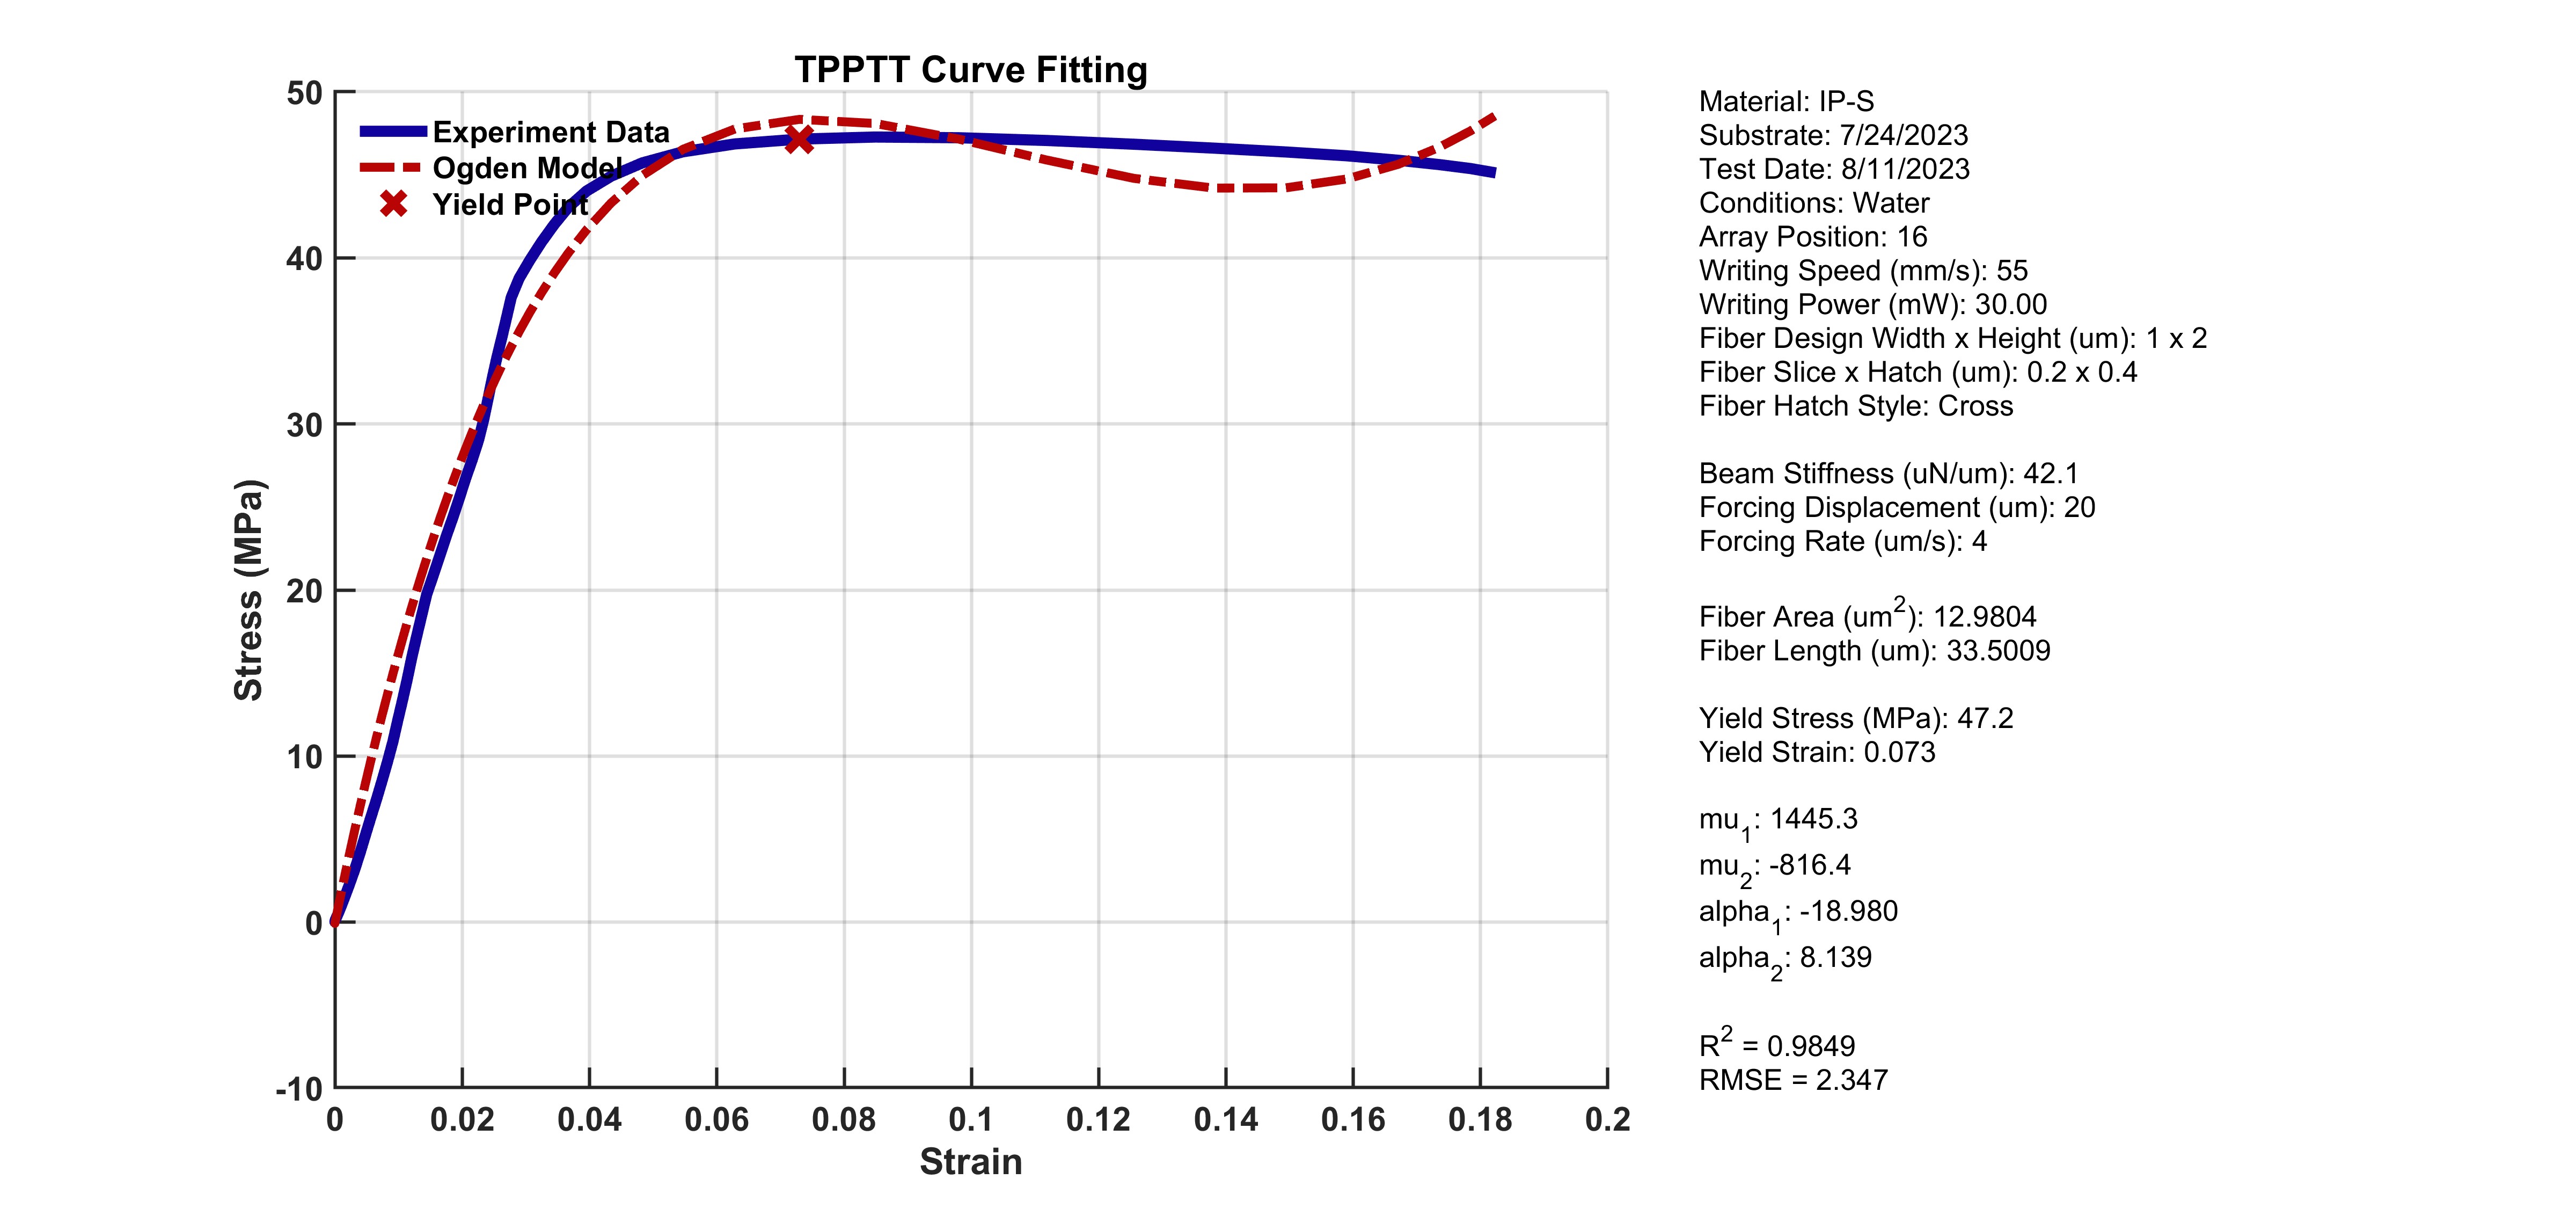 TPPTT Curve Fitting
50
40
30
20
10
0
-10
Stress (MPa)
Experiment Data
Ogden Model
Yield Point
0 0.02 0.04 0.06 0.08 0.1 0.12 0.14 0.16 0.18 0.2
Strain
Material: IP-S
Substrate: 7/24/2023
Test Date: 8/11/2023
Conditions: Water
Array Position: 16
Writing Speed (mm/s): 55
Writing Power (mW): 30.00
Fiber Design Width x Height (um): 1 x 2
Fiber Slice x Hatch (um): 0.2 x 0.4
Fiber Hatch Style: Cross
Beam Stiffness (uN/um): 42.1
Forcing Displacement (um): 20
Forcing Rate (um/s): 4
Fiber Area (um²): 12.9804
Fiber Length (um): 33.5009
Yield Stress (MPa): 47.2
Yield Strain: 0.073
mu₁: 1445.3
mu₂: -816.4
alpha₁: -18.980
alpha₂: 8.139
R² = 0.9849
RMSE = 2.347